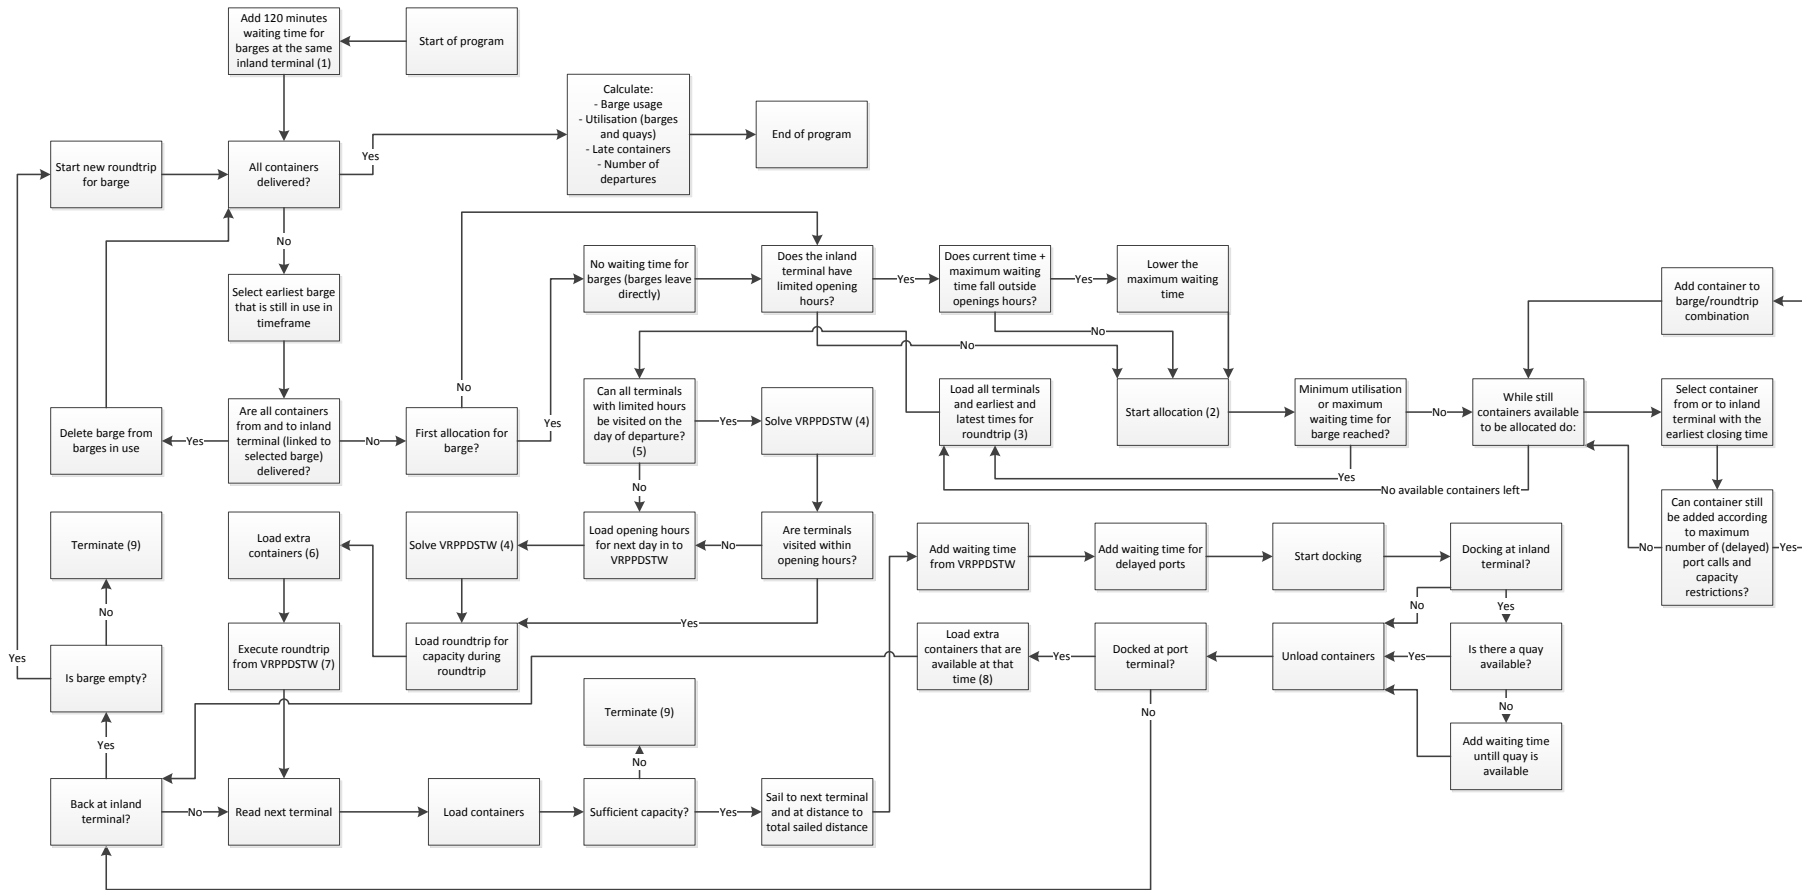 Add 120 minutes
waiting time for
barges at the same
inland terminal (1)
Start of program
Calculate:
- Barge usage
- Utilisation (barges
and quays)
- Late containers
- Number of
departures
End of program
Start new roundtrip
for barge
All containers
delivered?
Yes
No
Select earliest barge
that is still in use in
timeframe
No waiting time for
barges (barges leave
directly)
Does the inland
terminal have
limited opening
hours?
Yes
Does current time +
maximum waiting
time fall outside
openings hours?
Yes
Lower the
maximum waiting
time
Add container to
barge/roundtrip
combination
No
No
Delete barge from
barges in use
Yes
Are all containers
from and to inland
terminal (linked to
selected barge)
delivered?
No
First allocation for
barge?
No
Yes
Can all terminals
with limited hours
be visited on the
day of departure?
(5)
Yes
Solve VRPPDSTW (4)
Load all terminals
and earliest and
latest times for
roundtrip (3)
Start allocation (2)
Minimum utilisation
or maximum
waiting time for
barge reached?
No
While still
containers available
to be allocated do:
Select container
from or to inland
terminal with the
earliest closing time
Yes
No available containers left
No
Terminate (9)
Load extra
containers (6)
Solve VRPPDSTW (4)
Load opening hours
for next day in to
VRPPDSTW
No
Are terminals
visited within
opening hours?
Add waiting time
from VRPPDSTW
Add waiting time for
delayed ports
Start docking
Docking at inland
terminal?
No
Can container still
be added according
to maximum
number of (delayed)
port calls and
capacity
restrictions?
Yes
No
Yes
No
Yes
Yes
Is barge empty?
Execute roundtrip
from VRPPDSTW (7)
Load roundtrip for
capacity during
roundtrip
Load extra
containers that are
available at that
time (8)
Yes
Docked at port
terminal?
Unload containers
Yes
Is there a quay
available?
Terminate (9)
No
No
Yes
No
Add waiting time
untill quay is
available
Back at inland
terminal?
No
Read next terminal
Load containers
Sufficient capacity?
Yes
Sail to next terminal
and at distance to
total sailed distance